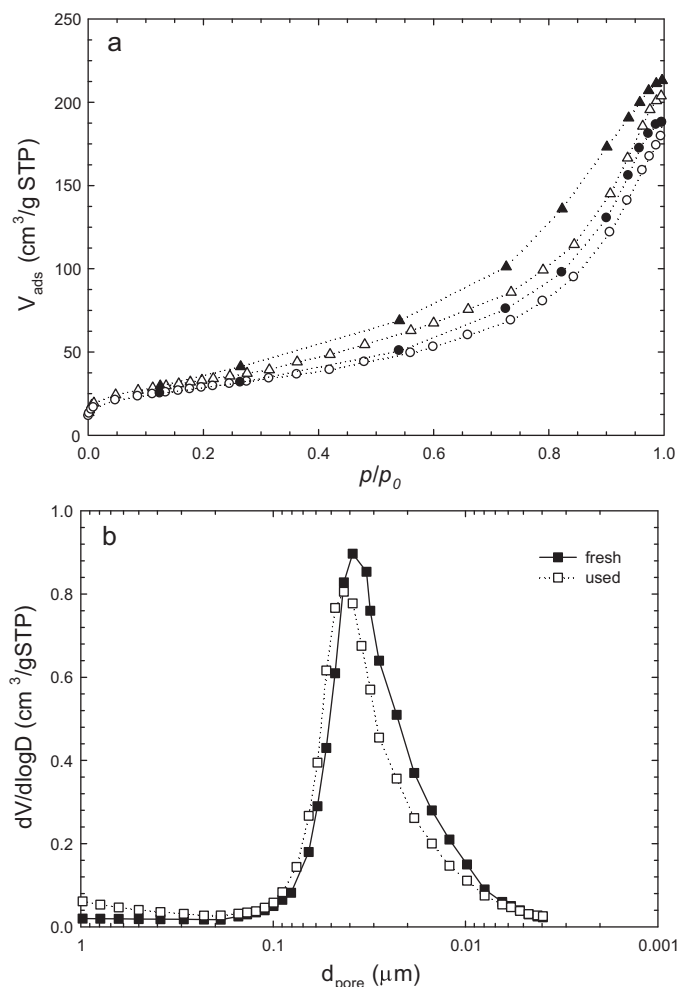 a
250
200
150
100
50
0
V_ads (cm³/g STP)
0.0 0.2 0.4 0.6 0.8 1.0
p/p₀
b
fresh
used
1.0
0.8
0.6
0.4
0.2
0.0
dV/dlogD (cm³/gSTP)
1 0.1 0.01 0.001
d_pore (μm)